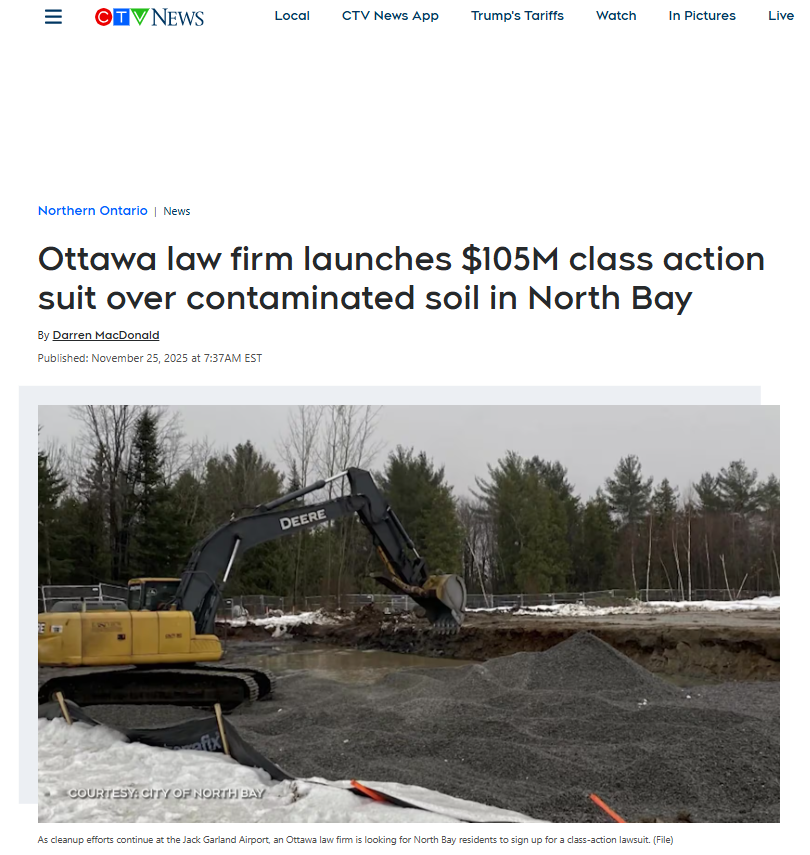 CTV NEWS
Local CTV News App Trump's Tariffs Watch In Pictures Live
Northern Ontario | News
Ottawa law firm launches $105M class action
suit over contaminated soil in North Bay
By Darren MacDonald
Published: November 25, 2025 at 7:37AM EST
DEERE
COURTESY: CITY OF NORTH BAY
As cleanup efforts continue at the Jack Garland Airport, an Ottawa law firm is looking for North Bay residents to sign up for a class-action lawsuit. (File)